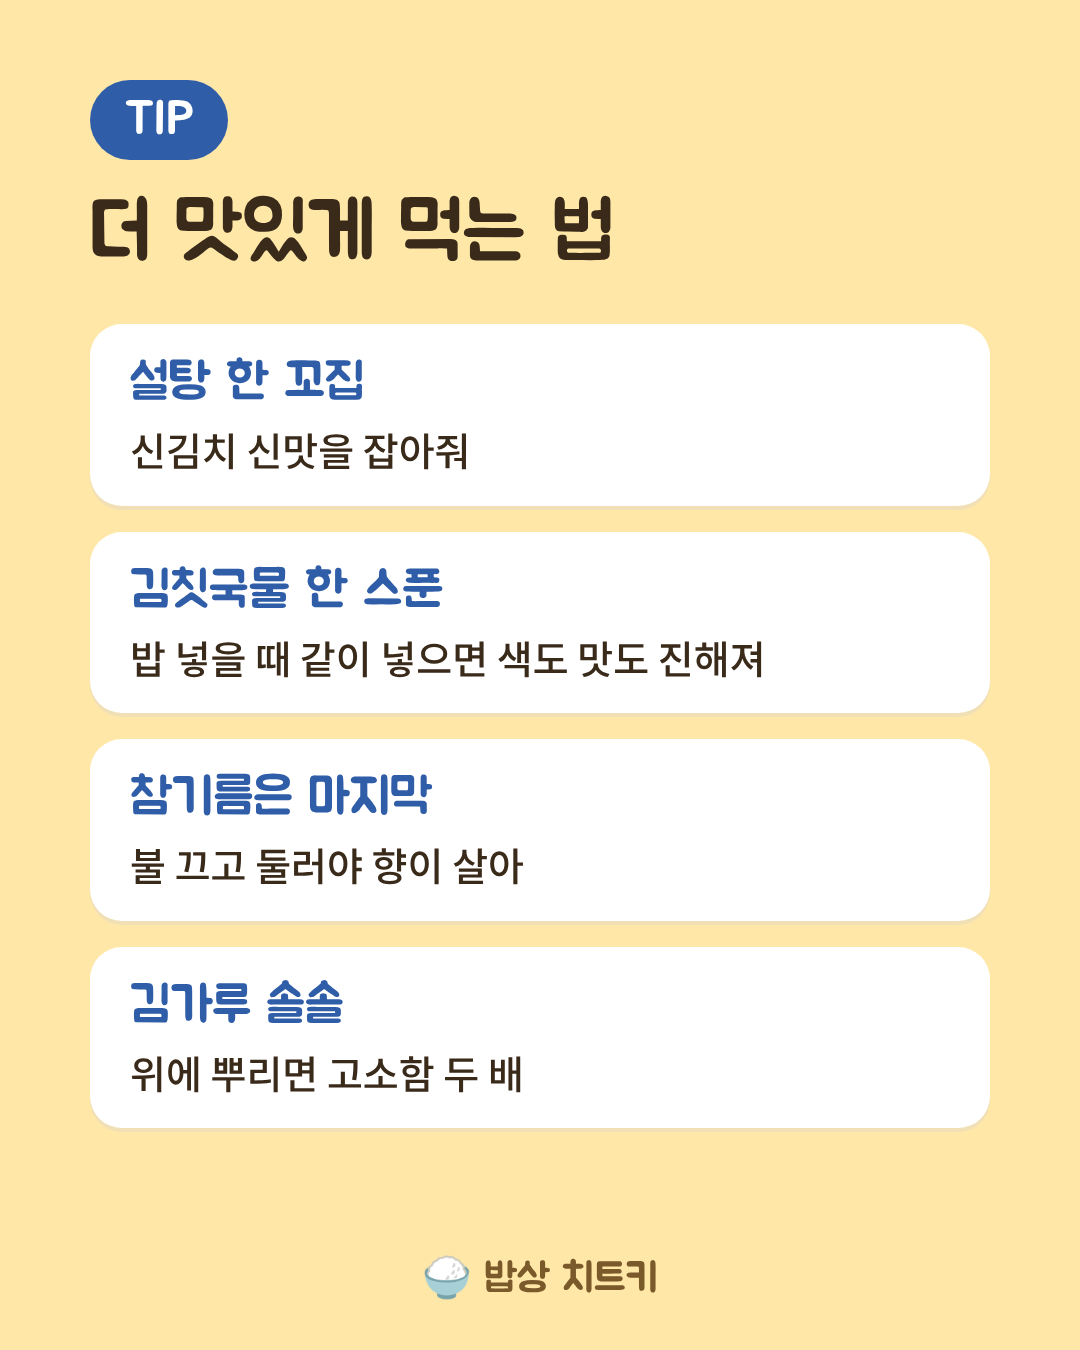 TIP
더 맛있게 먹는 법
설탕 한 꼬집
신김치 신맛을 잡아줘
김칫국물 한 스푼
밥 넣을 때 같이 넣으면 색도 맛도 진해져
참기름은 마지막
불 끄고 둘러야 향이 살아
김가루 솔솔
위에 뿌리면 고소함 두 배
밥상 치트키